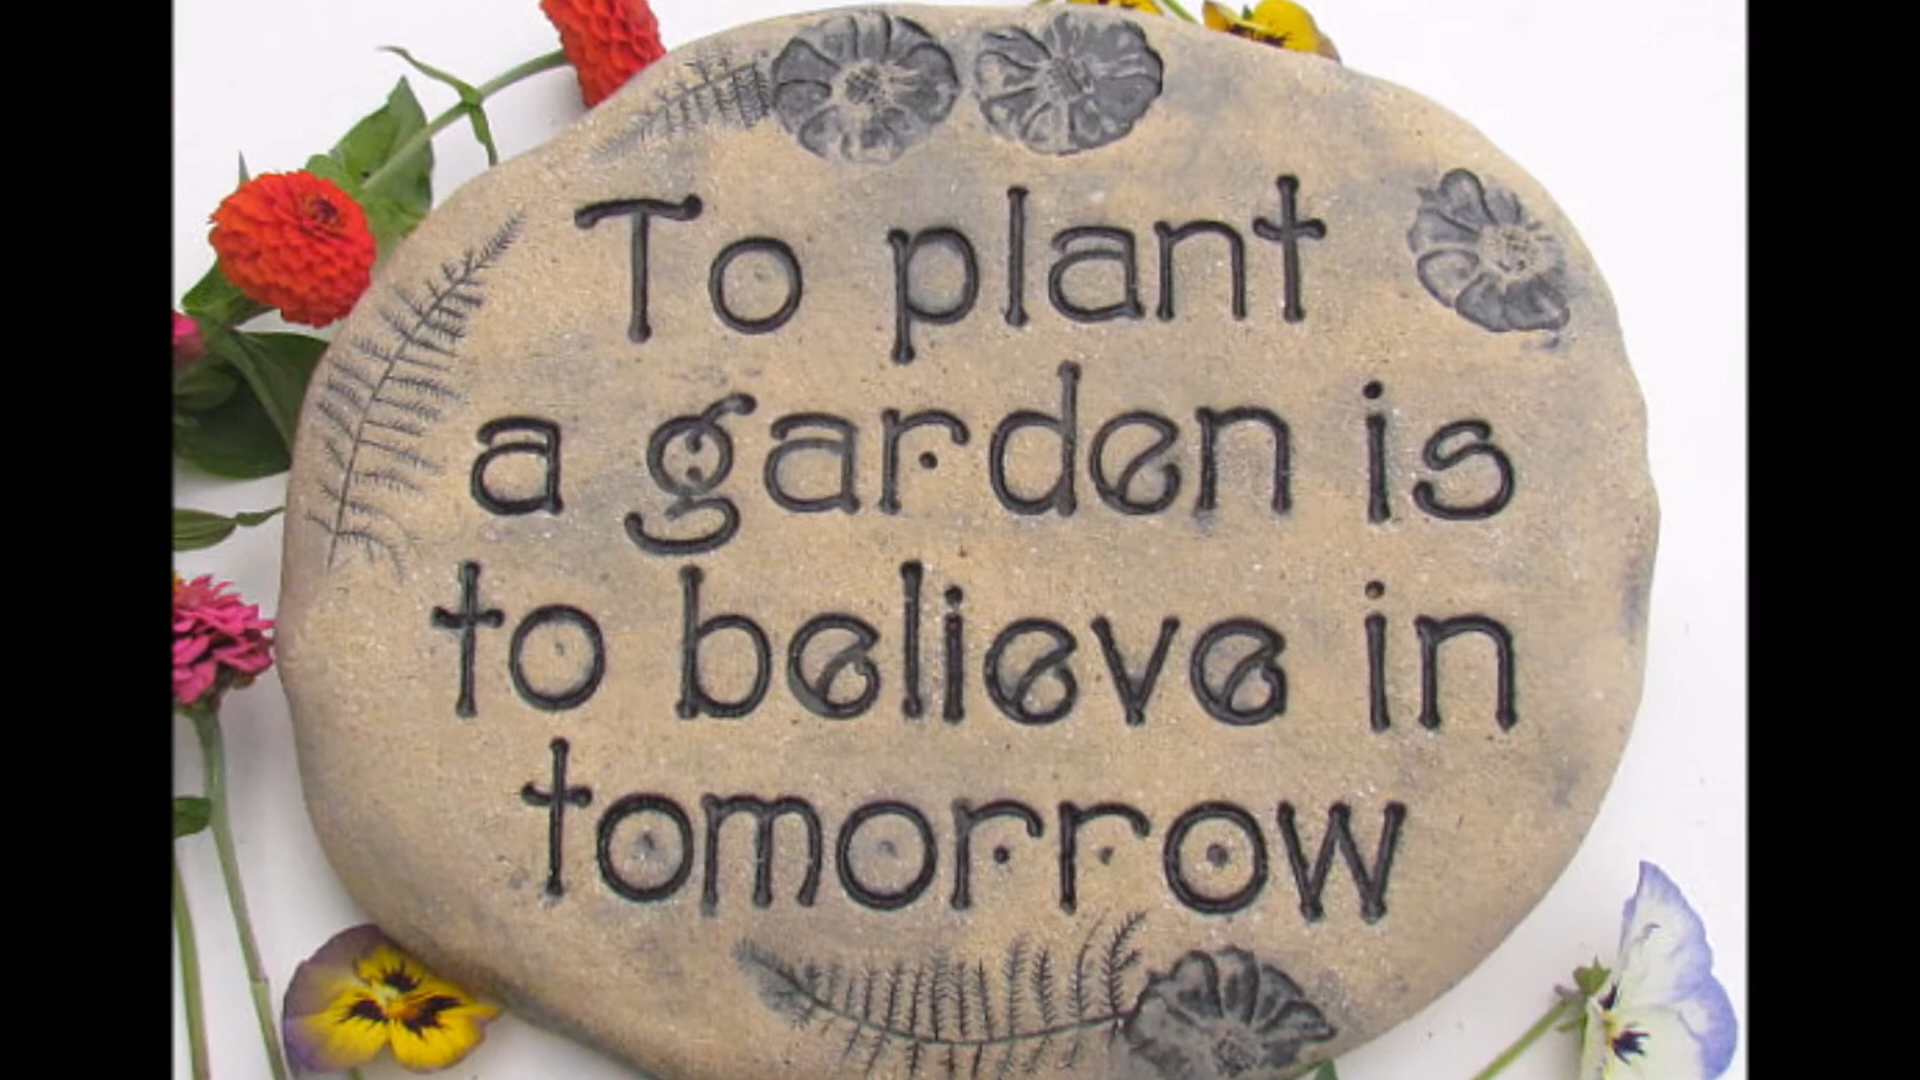 To plant
a garden is
to believe in
tomorrow